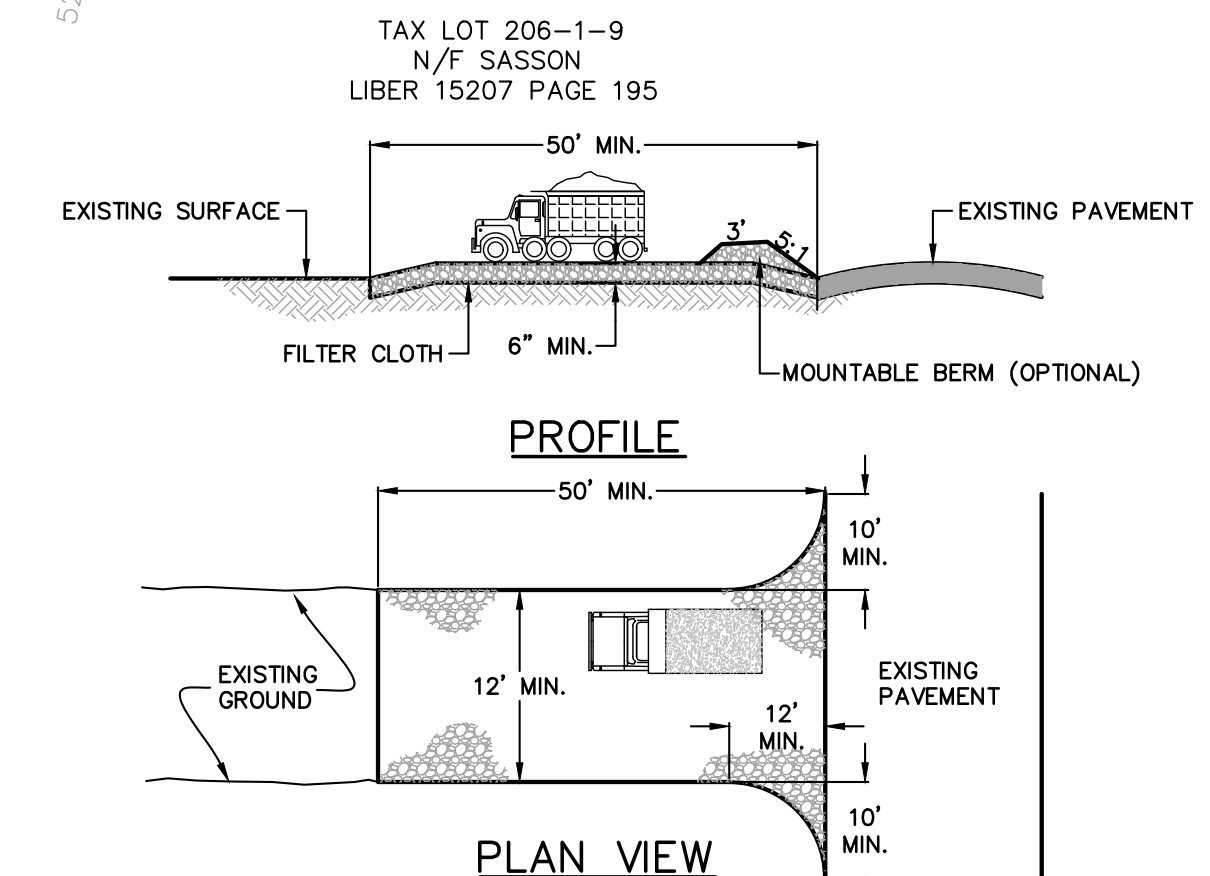 52
TAX LOT 206-1-9
N/F SASSON
LIBER 15207 PAGE 195
50' MIN.
EXISTING SURFACE
3'
5:1
EXISTING PAVEMENT
FILTER CLOTH
6" MIN.
MOUNTABLE BERM (OPTIONAL)
PROFILE
50' MIN.
10'
MIN.
EXISTING
GROUND
12' MIN.
EXISTING
PAVEMENT
12'
MIN.
10'
MIN.
PLAN VIEW